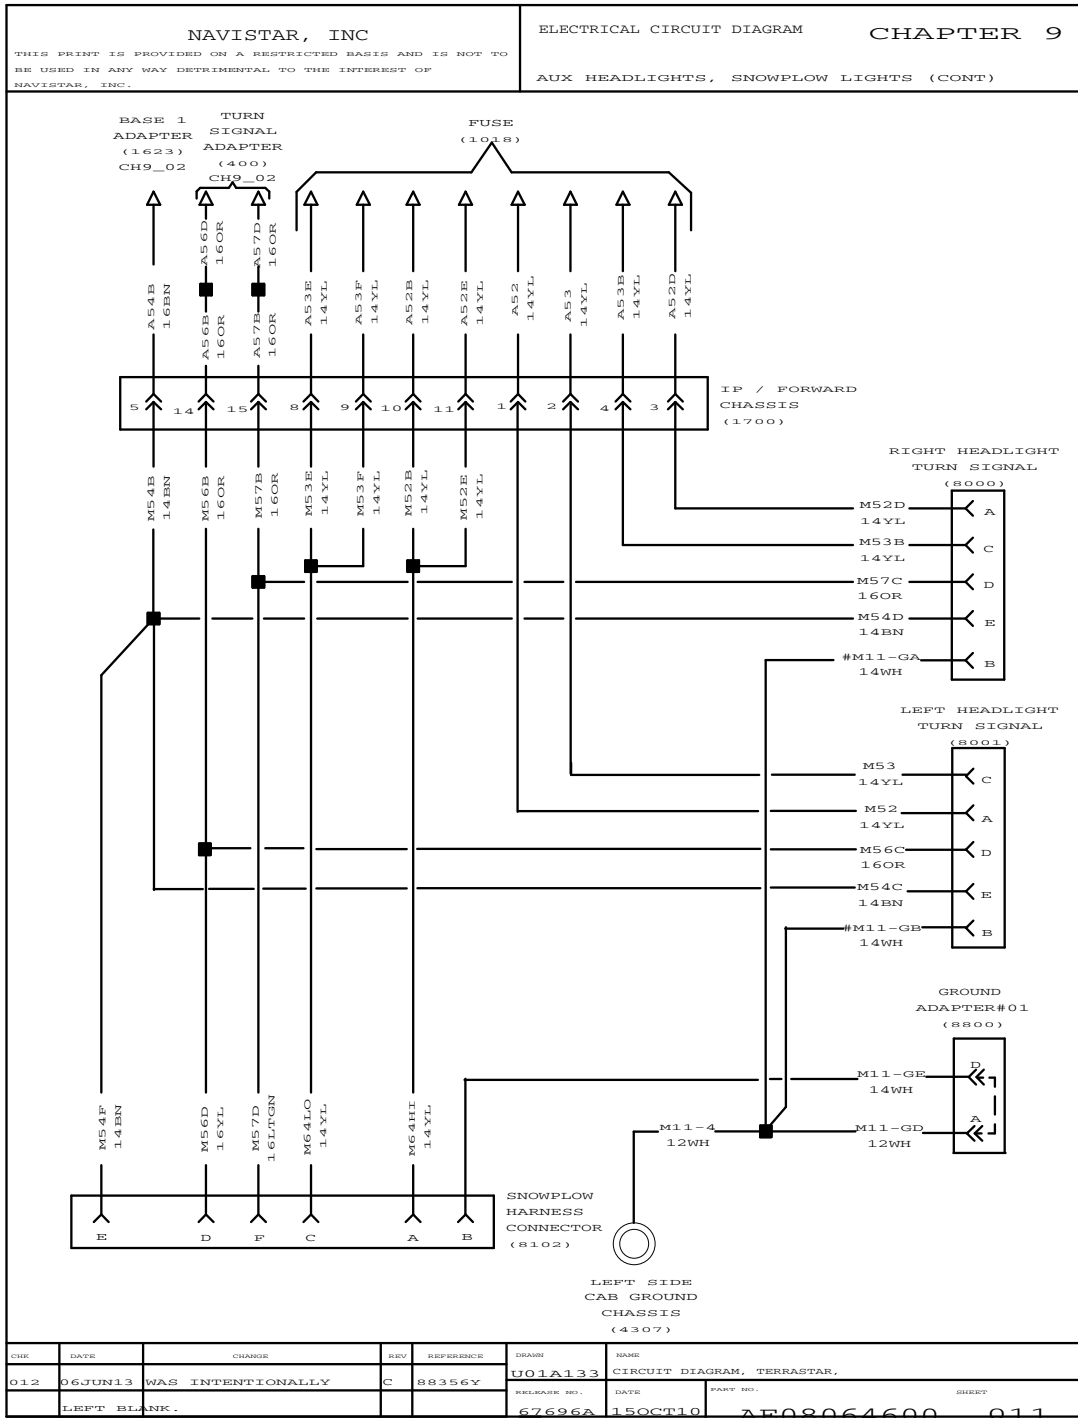 NAVISTAR, INC
THIS PRINT IS PROVIDED ON A RESTRICTED BASIS AND IS NOT TO
BE USED IN ANY WAY DETRIMENTAL TO THE INTEREST OF
NAVISTAR, INC.
ELECTRICAL CIRCUIT DIAGRAM
CHAPTER 9
AUX HEADLIGHTS, SNOWPLOW LIGHTS (CONT)
BASE 1
ADAPTER
(1623)
CH9_02
TURN
SIGNAL
ADAPTER
(400)
CH9_02
FUSE
(1018)
A56D
16OR
A57D
16OR
A54B
16BN
A56B
16OR
A57B
16OR
A53E
14YL
A53F
14YL
A52B
14YL
A52E
14YL
A52
14YL
A53
14YL
A53B
14YL
A52D
14YL
5
14
15
8
9
10
11
1
2
4
3
IP / FORWARD
CHASSIS
(1700)
M54B
14BN
M56B
16OR
M57B
16OR
M53E
14YL
M53F
14YL
M52B
14YL
M52E
14YL
RIGHT HEADLIGHT
TURN SIGNAL
(8000)
M52D
14YL
A
M53B
14YL
C
M57C
16OR
D
M54D
14BN
E
#M11-GA
14WH
B
LEFT HEADLIGHT
TURN SIGNAL
(8001)
M53
14YL
C
M52
14YL
A
M56C
16OR
D
M54C
14BN
E
#M11-GB
14WH
B
GROUND
ADAPTER#01
(8800)
D
M11-GE
14WH
A
M11-4
12WH
M11-GD
12WH
M54F
14BN
M56D
16YL
M57D
16LTGN
M64LO
14YL
M64HI
14YL
SNOWPLOW
HARNESS
CONNECTOR
(8102)
E
D
F
C
A
B
LEFT SIDE
CAB GROUND
CHASSIS
(4307)
CHK
DATE
CHANGE
REV
REFERENCE
DRAWN
NAME
012
06JUN13
WAS INTENTIONALLY
C
88356Y
U01A133
CIRCUIT DIAGRAM, TERRASTAR,
LEFT BLANK.
RELEASE NO.
DATE
PART NO.
SHEET
67696A
15OCT10
AF08064600
011